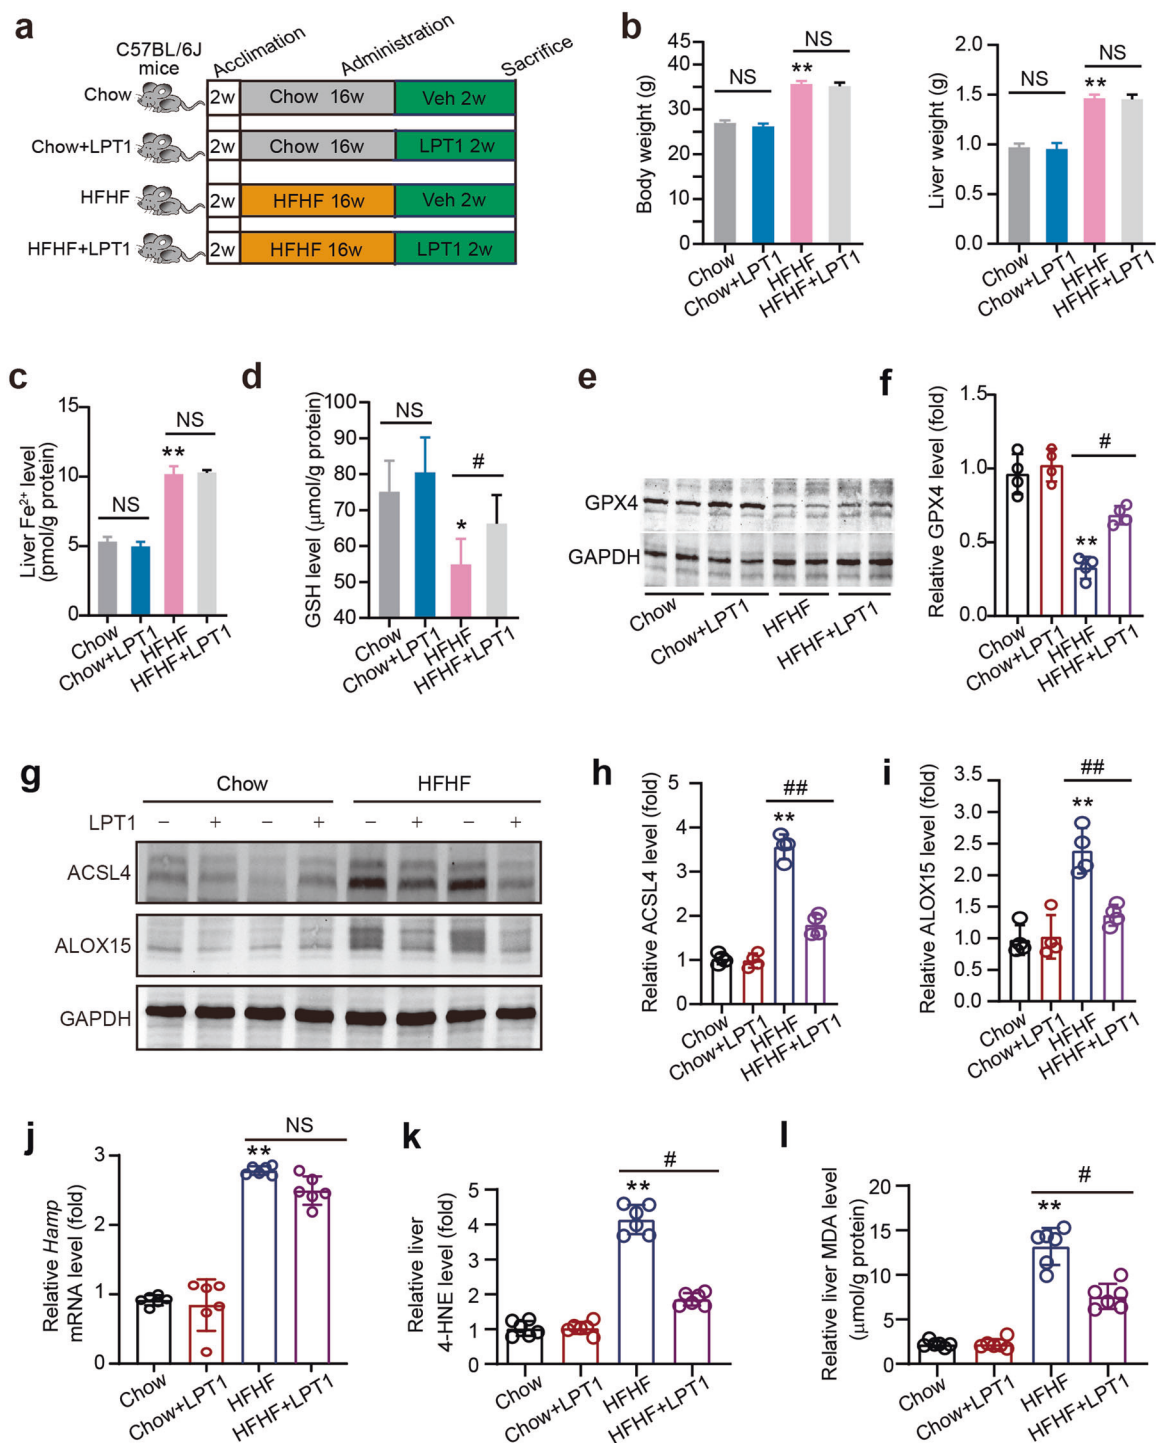 a
C57BL/6J
mice
Acclimation
Administration
Sacrifice
Chow
2w
Chow 16w
Veh 2w
Chow+LPT1
2w
Chow 16w
LPT1 2w
HFHF
2w
HFHF 16w
Veh 2w
HFHF+LPT1
2w
HFHF 16w
LPT1 2w
b
Body weight (g)
45
40
30
20
10
0
NS
**
NS
Chow
Chow+LPT1
HFHF
HFHF+LPT1
Liver weight (g)
2.0
1.5
1.0
0.5
0.0
NS
**
NS
Chow
Chow+LPT1
HFHF
HFHF+LPT1
c
Liver Fe²⁺ level
(pmol/g protein)
15
10
5
0
NS
**
NS
Chow
Chow+LPT1
HFHF
HFHF+LPT1
d
GSH level (μmol/g protein)
100
90
80
70
60
50
40
NS
*
#
Chow
Chow+LPT1
HFHF
HFHF+LPT1
e
GPX4
GAPDH
Chow
Chow+LPT1
HFHF
HFHF+LPT1
f
Relative GPX4 level (fold)
1.5
1.0
0.5
0.0
**
#
Chow
Chow+LPT1
HFHF
HFHF+LPT1
g
Chow
HFHF
LPT1 − + − + − + − +
ACSL4
ALOX15
GAPDH
h
Relative ACSL4 level (fold)
5
4
3
2
1
0
##
**
Chow
Chow+LPT1
HFHF
HFHF+LPT1
i
Relative ALOX15 level (fold)
3.5
3.0
2.5
2.0
1.5
1.0
0.5
0.0
##
**
Chow
Chow+LPT1
HFHF
HFHF+LPT1
j
Relative Hamp
mRNA level (fold)
3
2
1
0
NS
**
Chow
Chow+LPT1
HFHF
HFHF+LPT1
k
Relative liver
4-HNE level (fold)
5
4
3
2
1
0
#
**
Chow
Chow+LPT1
HFHF
HFHF+LPT1
l
Relative liver MDA level
(μmol/g protein)
20
15
10
5
0
#
**
Chow
Chow+LPT1
HFHF
HFHF+LPT1